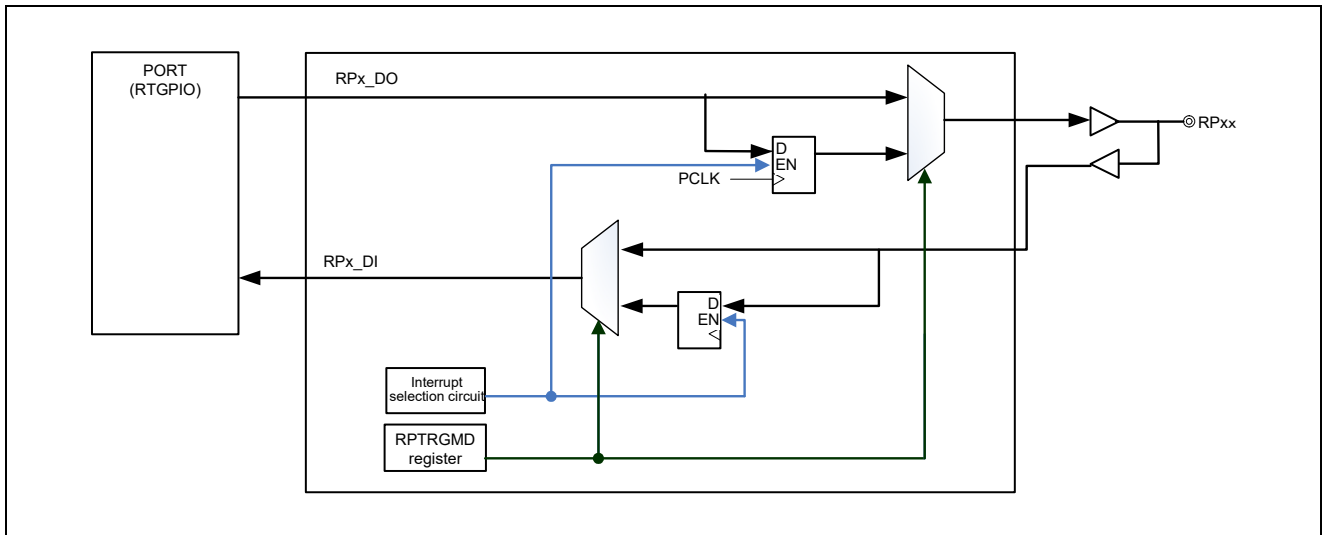 PORT
(RTGPIO)
RPx_DO
D
EN
PCLK
RPxx
RPx_DI
D
EN
Interrupt
selection circuit
RPTRGMD
register